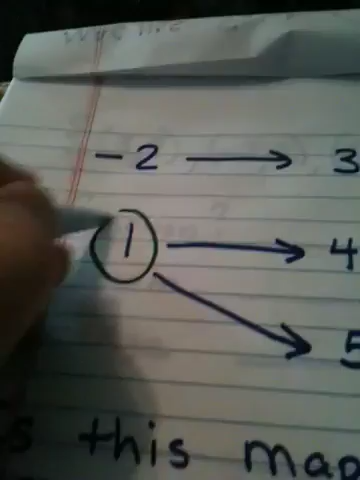 -2 → 3
1 → 4
5
this map